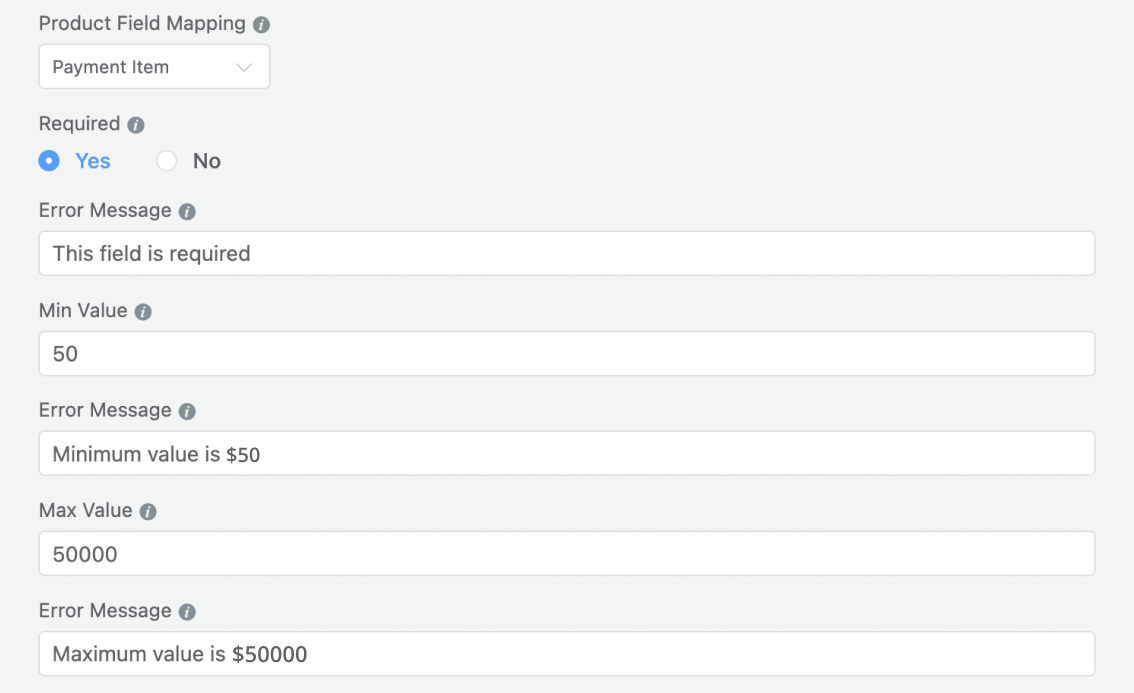 Product Field Mapping
Payment Item
Required
Yes No
Error Message
This field is required
Min Value
50
Error Message
Minimum value is $50
Max Value
50000
Error Message
Maximum value is $50000